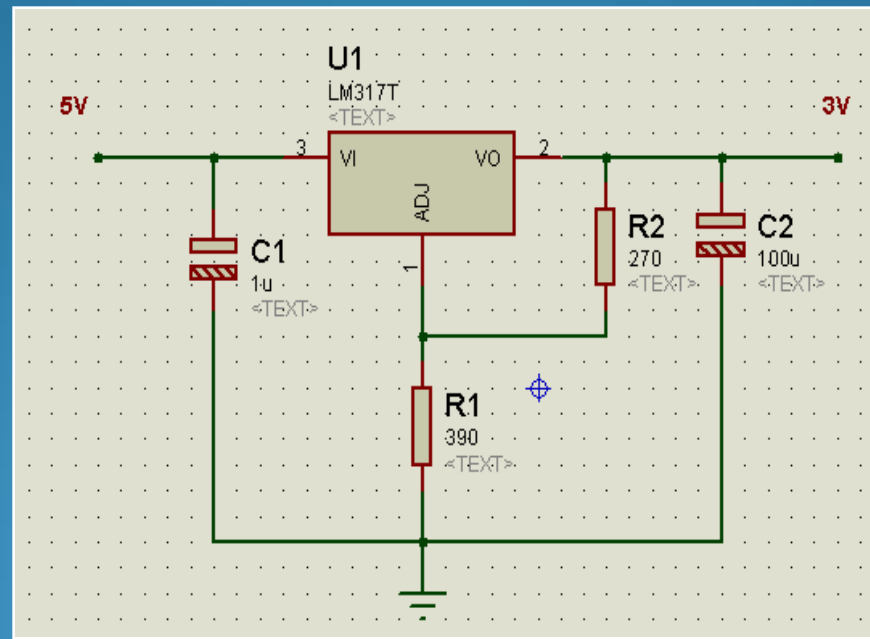 U1
LM317T
<TEXT>
5V
3V
3
VI
VO
2
ADJ
1
C1
1u
<TEXT>
R2
270
<TEXT>
C2
100u
<TEXT>
R1
390
<TEXT>